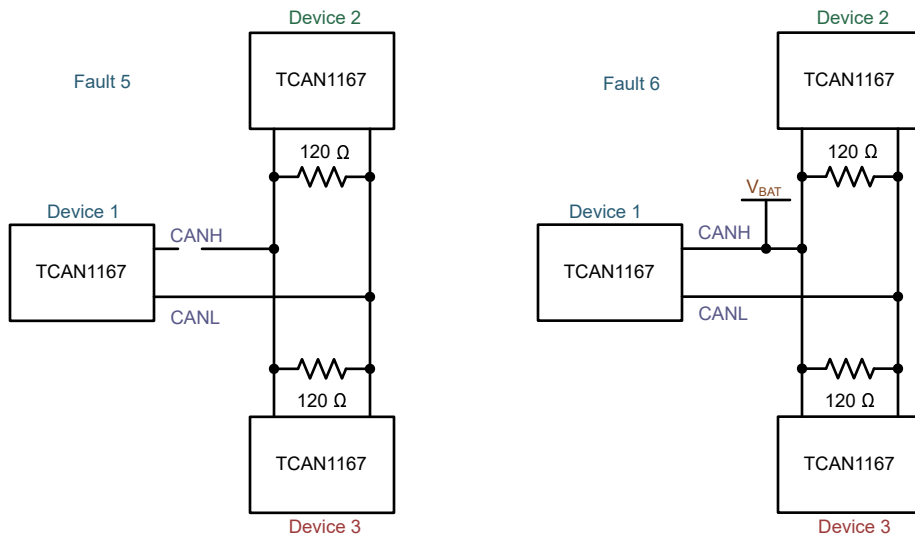 Device 2
TCAN1167
Fault 5
120 Ω
Device 1
CANH
TCAN1167
CANL
120 Ω
TCAN1167
Device 3
Device 2
TCAN1167
Fault 6
120 Ω
VBAT
Device 1
CANH
TCAN1167
CANL
120 Ω
TCAN1167
Device 3